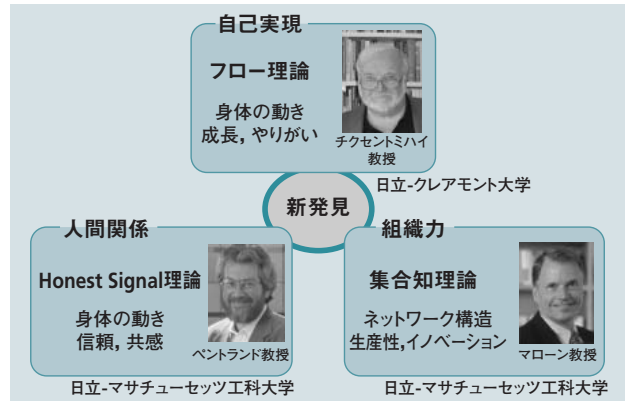 自己実現
フロー理論
身体の動き
成長, やりがい
チクセントミハイ
教授
日立-クレアモント大学
新発見
人間関係
Honest Signal理論
身体の動き
信頼, 共感
ペントランド教授
日立-マサチューセッツ工科大学
組織力
集合知理論
ネットワーク構造
生産性,イノベーション
マローン教授
日立-マサチューセッツ工科大学